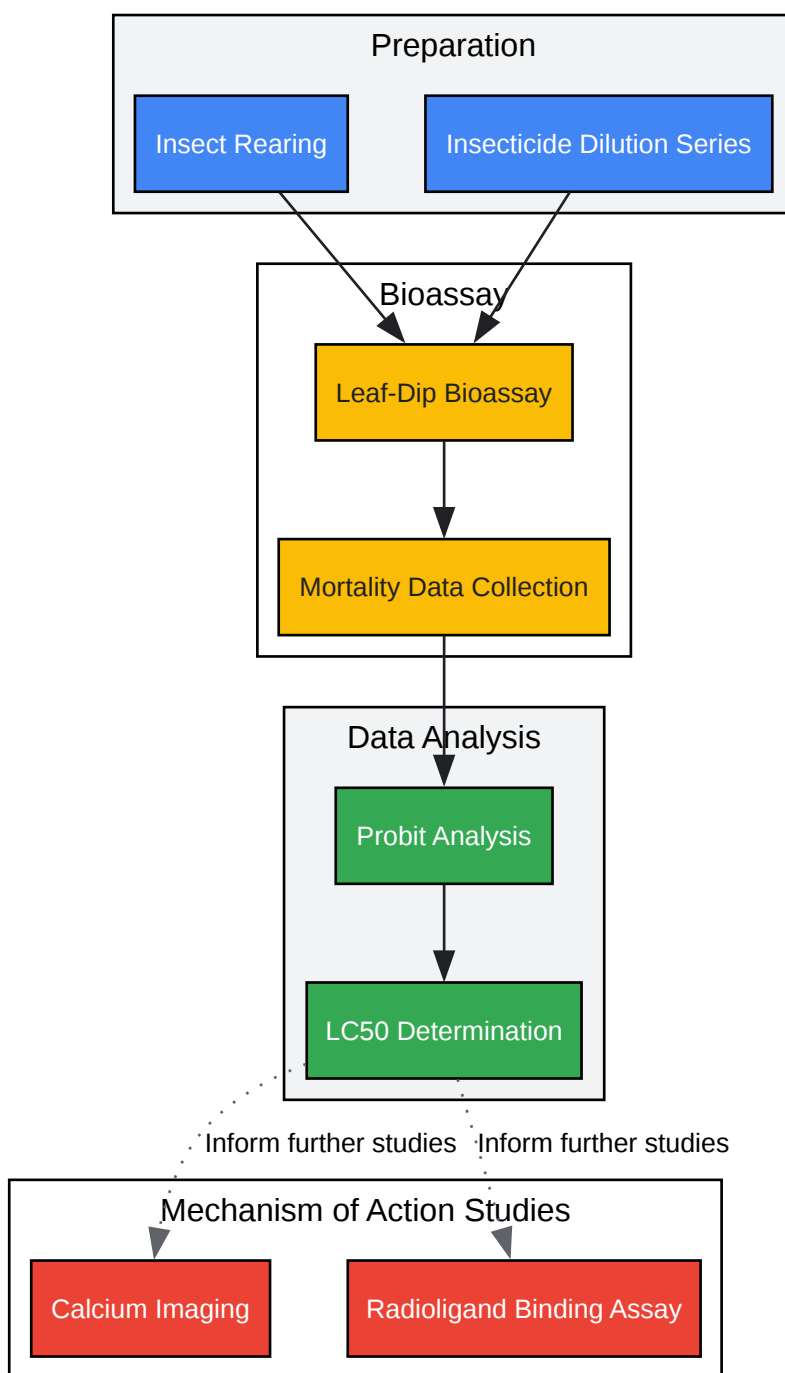 Preparation
Insect Rearing
Insecticide Dilution Series
Bioassay
Leaf-Dip Bioassay
Mortality Data Collection
Data Analysis
Probit Analysis
LC50 Determination
Inform further studies
Inform further studies
Mechanism of Action Studies
Calcium Imaging
Radioligand Binding Assay